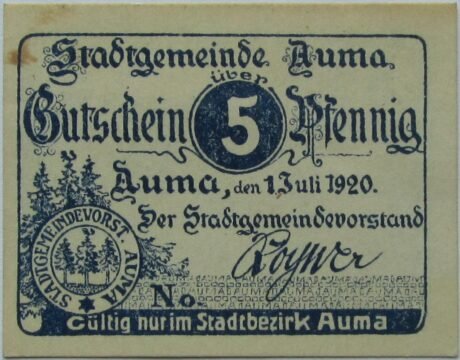 Stadtgemeinde Auma
über
Gutschein 5 Pfennig
Auma, den 1. Juli 1920.
Der Stadtgemeindevorstand
STADTGEMEINDEVORST. AUMA
No.
Gültig nur im Stadtbezirk Auma